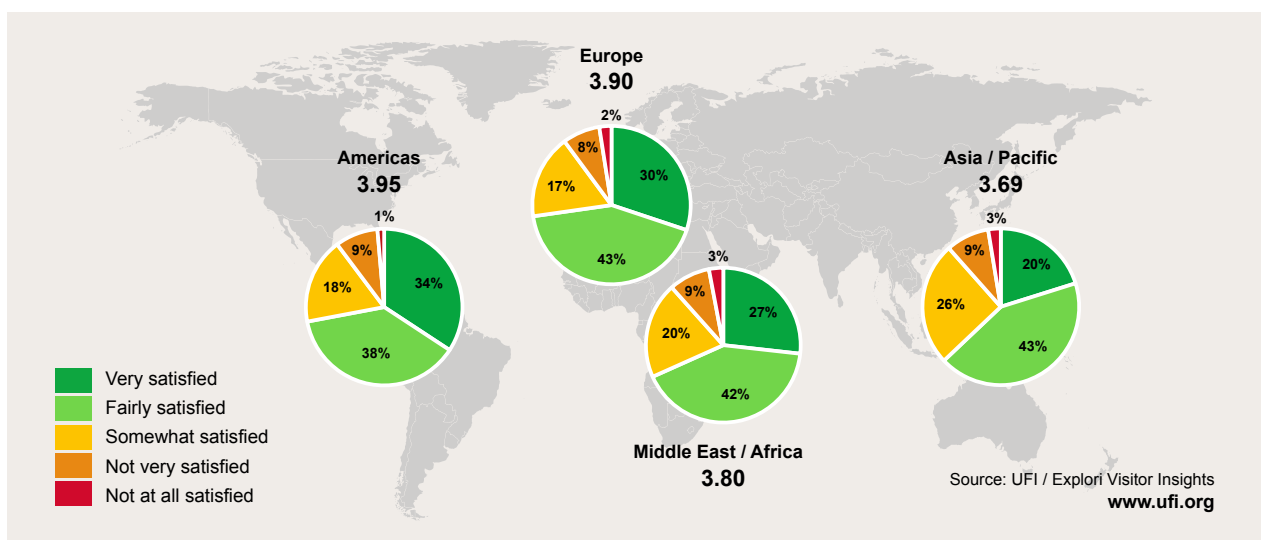 Europe
3.90
2%
8%
30%
17%
43%
Americas
3.95
1%
9%
34%
18%
38%
Asia / Pacific
3.69
3%
9%
20%
26%
43%
3%
9%
27%
20%
42%
Middle East / Africa
3.80
Very satisfied
Fairly satisfied
Somewhat satisfied
Not very satisfied
Not at all satisfied
Source: UFI / Explori Visitor Insights
www.ufi.org